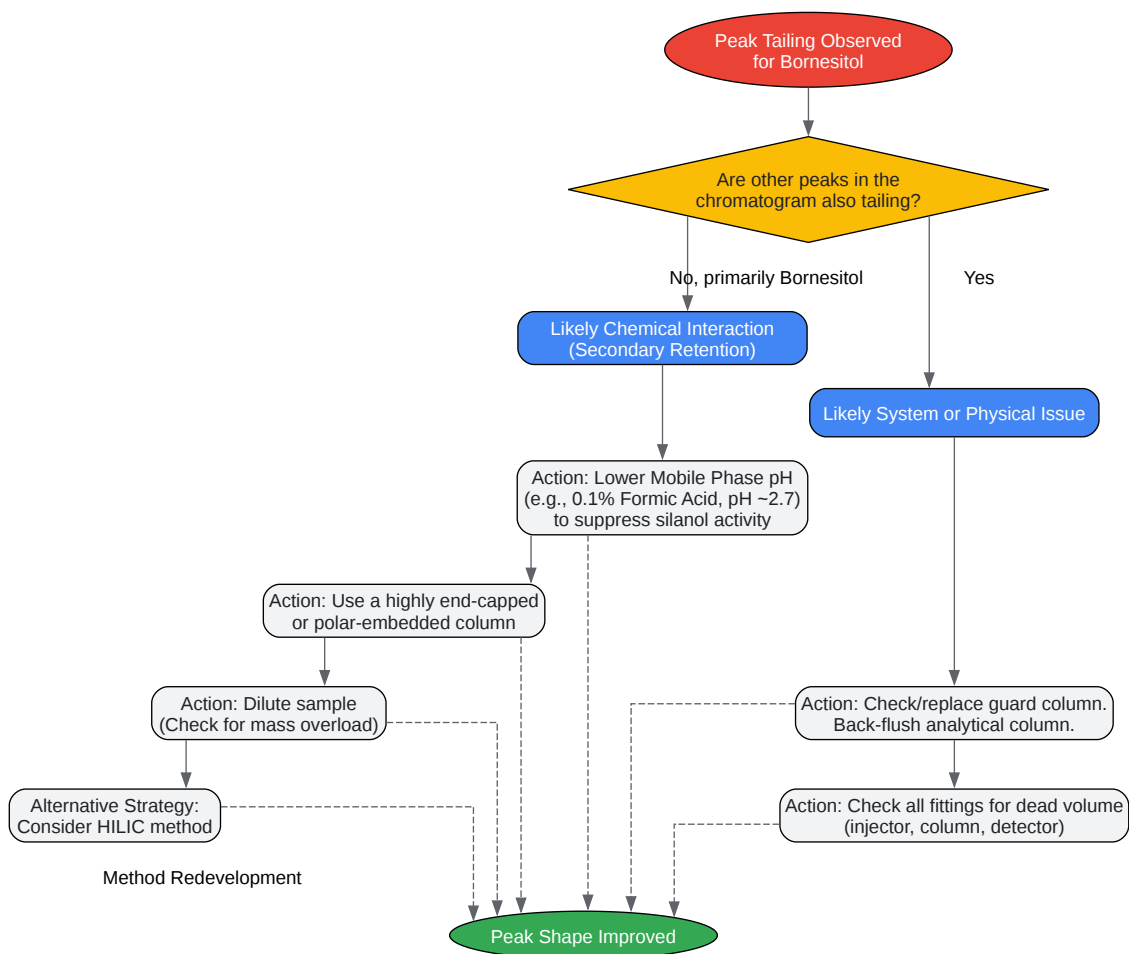 Peak Tailing Observed
for Bornesitol
Are other peaks in the
chromatogram also tailing?
No, primarily Bornesitol
Yes
Likely Chemical Interaction
(Secondary Retention)
Likely System or Physical Issue
Action: Lower Mobile Phase pH
(e.g., 0.1% Formic Acid, pH ~2.7)
to suppress silanol activity
Action: Use a highly end-capped
or polar-embedded column
Action: Dilute sample
(Check for mass overload)
Action: Check/replace guard column.
Back-flush analytical column.
Alternative Strategy:
Consider HILIC method
Action: Check all fittings for dead volume
(injector, column, detector)
Method Redevelopment
Peak Shape Improved